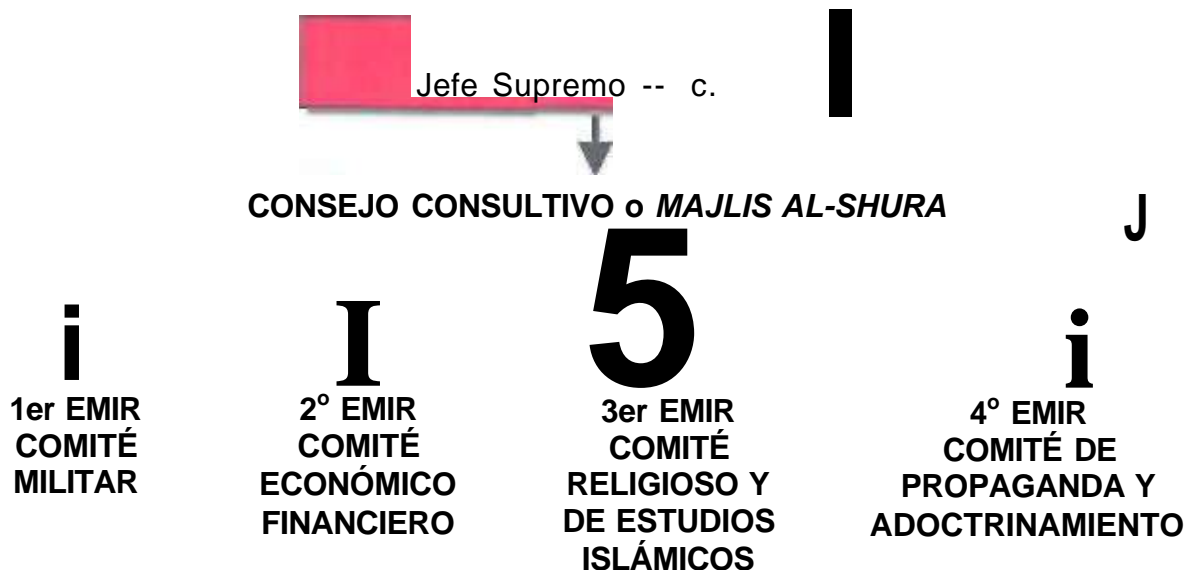 Jefe Supremo -- c.
I
CONSEJO CONSULTIVO o MAJLIS AL-SHURA
J
i I 5 i
1er EMIR
COMITÉ
MILITAR
2º EMIR
COMITÉ
ECONÓMICO
FINANCIERO
3er EMIR
COMITÉ
RELIGIOSO Y
DE ESTUDIOS
ISLÁMICOS
4º EMIR
COMITÉ DE
PROPAGANDA Y
ADOCTRINAMIENTO